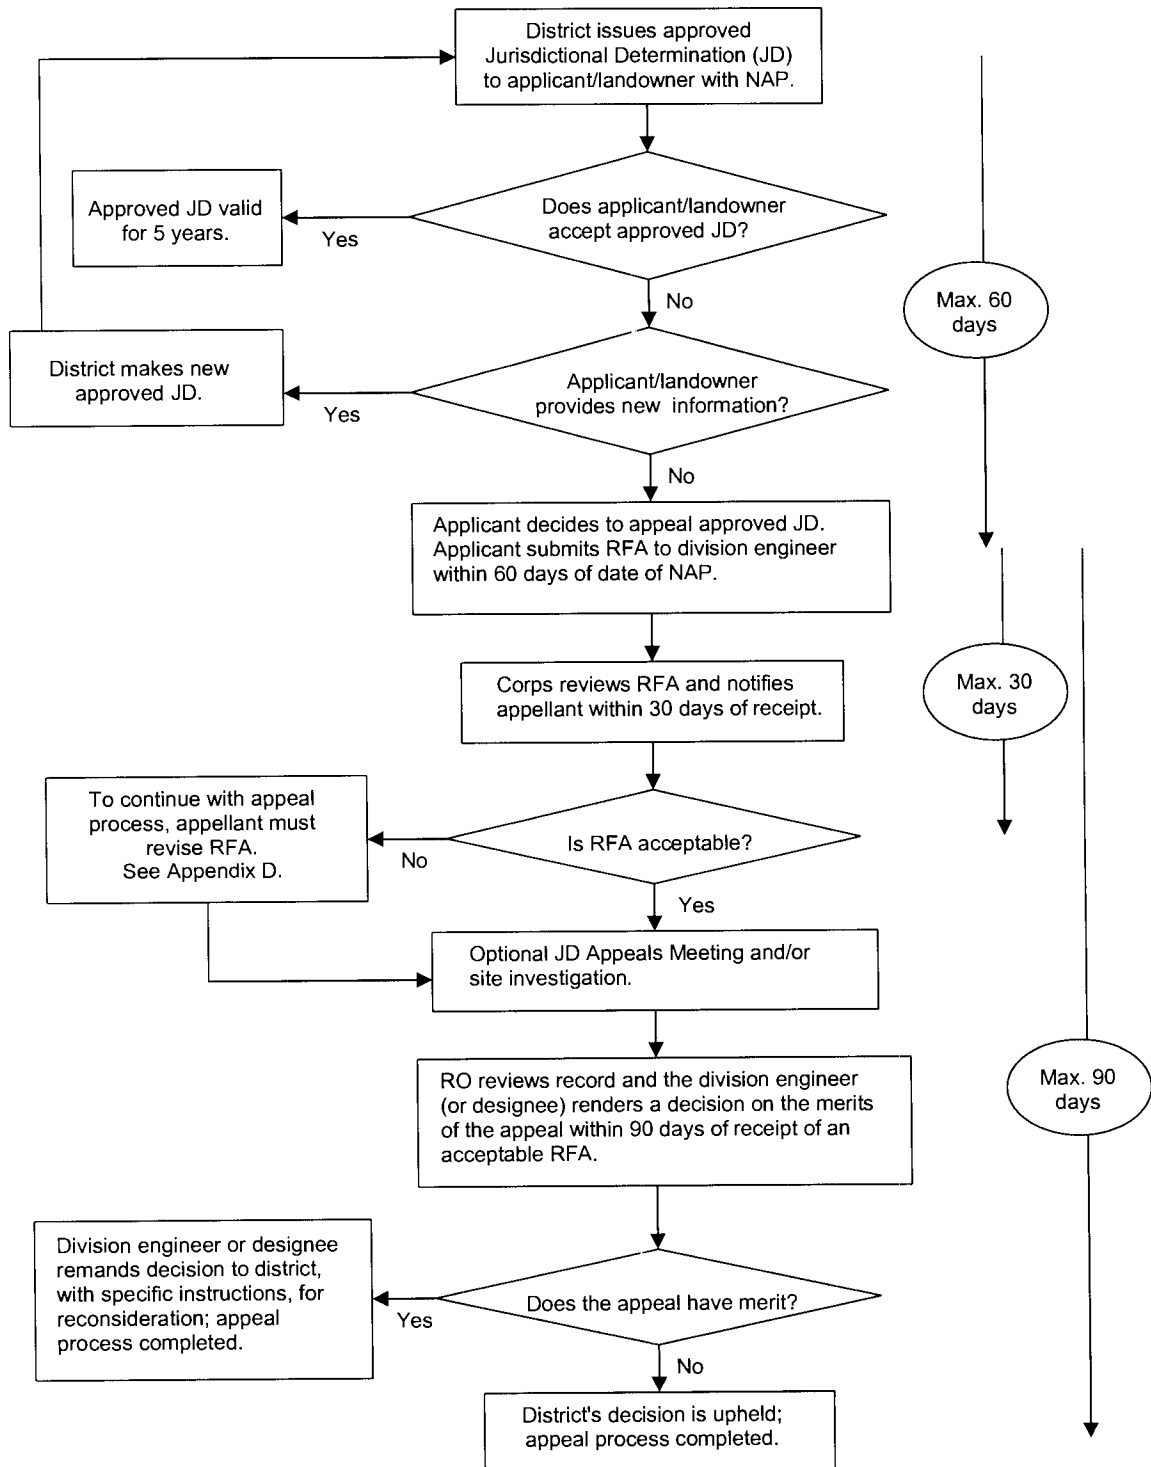 District issues approved
Jurisdictional Determination (JD)
to applicant/landowner with NAP.
Approved JD valid
for 5 years.
Yes
Does applicant/landowner
accept approved JD?
No
Max. 60
days
District makes new
approved JD.
Yes
Applicant/landowner
provides new information?
No
Applicant decides to appeal approved JD.
Applicant submits RFA to division engineer
within 60 days of date of NAP.
Corps reviews RFA and notifies
appellant within 30 days of receipt.
Max. 30
days
To continue with appeal
process, appellant must
revise RFA.
See Appendix D.
No
Is RFA acceptable?
Yes
Optional JD Appeals Meeting and/or
site investigation.
RO reviews record and the division engineer
(or designee) renders a decision on the merits
of the appeal within 90 days of receipt of an
acceptable RFA.
Max. 90
days
Division engineer or designee
remands decision to district,
with specific instructions, for
reconsideration; appeal
process completed.
Yes
Does the appeal have merit?
No
District's decision is upheld;
appeal process completed.